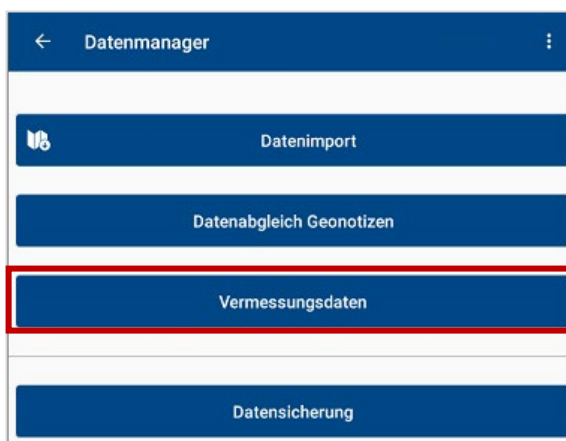 Datenmanager
Datenimport
Datenabgleich Geonotizen
Vermessungsdaten
Datensicherung